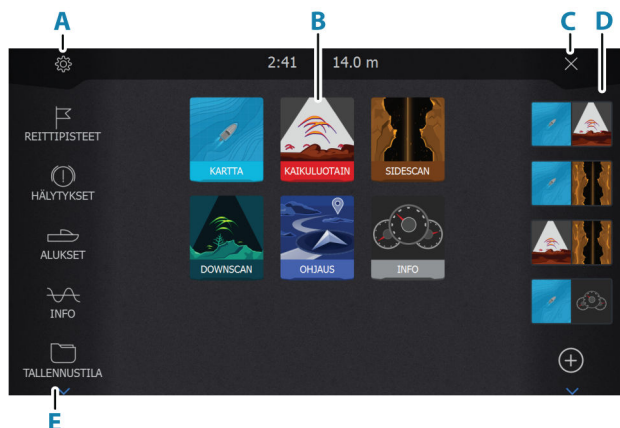 A
B
C
D
2:41 14.0 m
REITTIPISTEET
HÄLYTYKSET
ALUKSET
INFO
TALLENNUSTILA
KARTTA
KAIKULUOTAIN
SIDESCAN
DOWNSCAN
OHJAUS
INFO
E